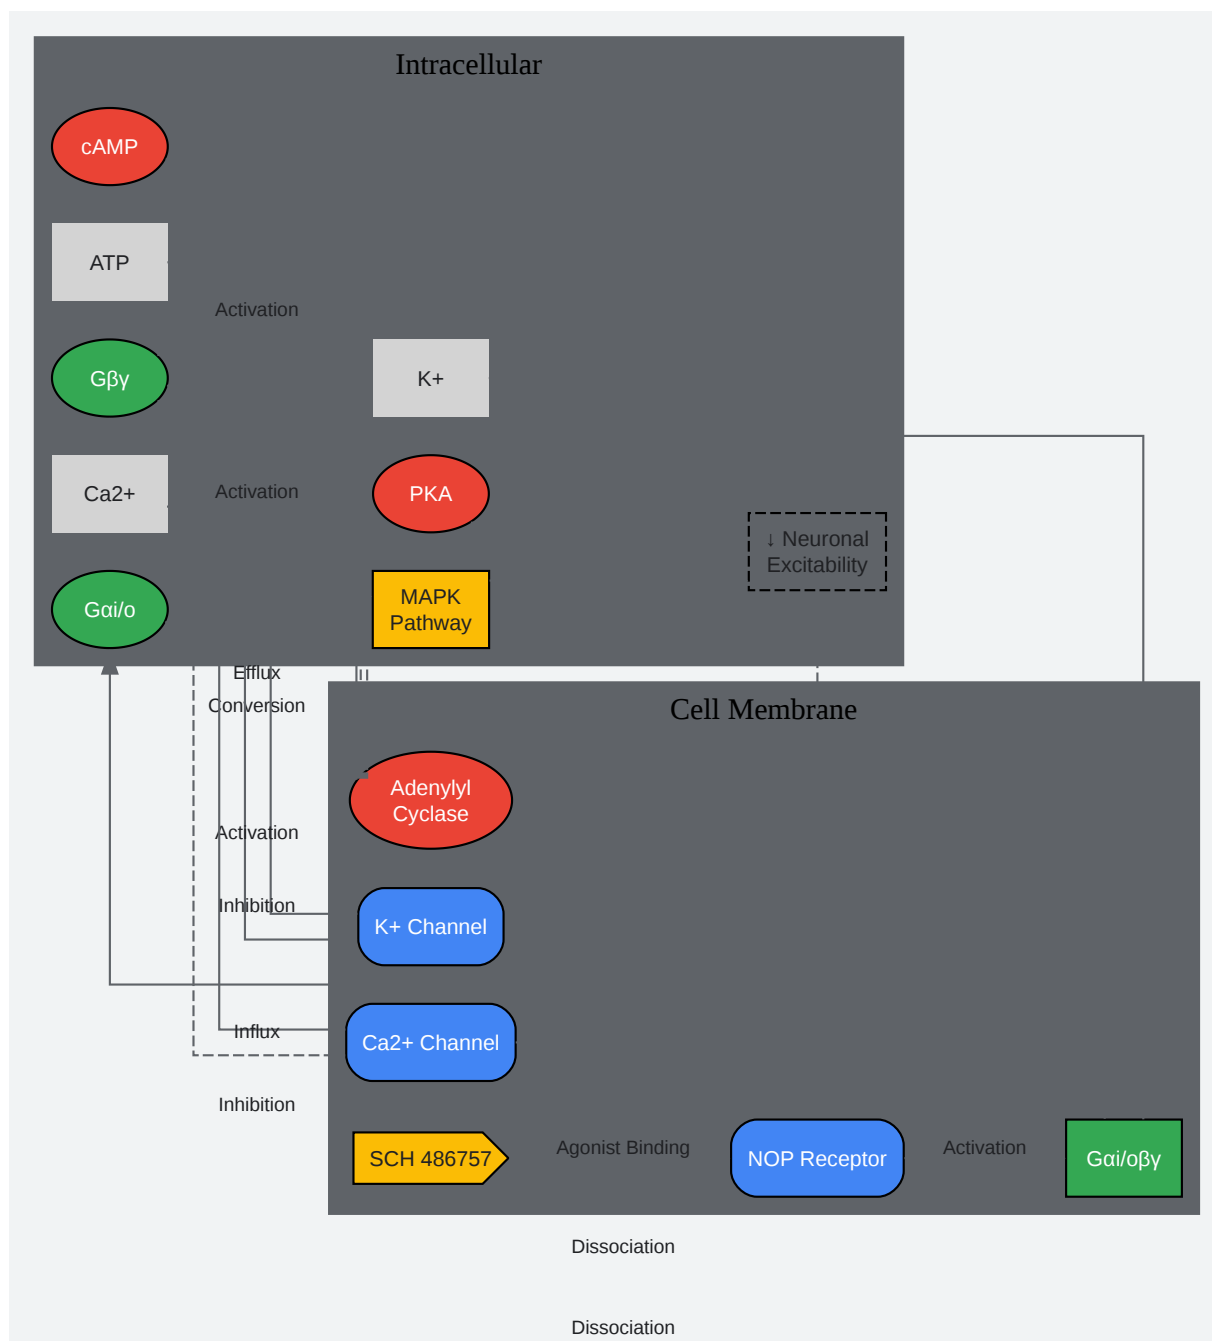 Intracellular
cAMP
ATP
Activation
Gβγ
K+
Ca2+
Activation
PKA
↓ Neuronal
Excitability
Gαi/o
MAPK
Pathway
Efflux
Conversion
Cell Membrane
Adenylyl
Cyclase
Activation
Inhibition
K+ Channel
Influx
Ca2+ Channel
Inhibition
SCH 486757
Agonist Binding
NOP Receptor
Activation
Gαi/oβγ
Dissociation
Dissociation